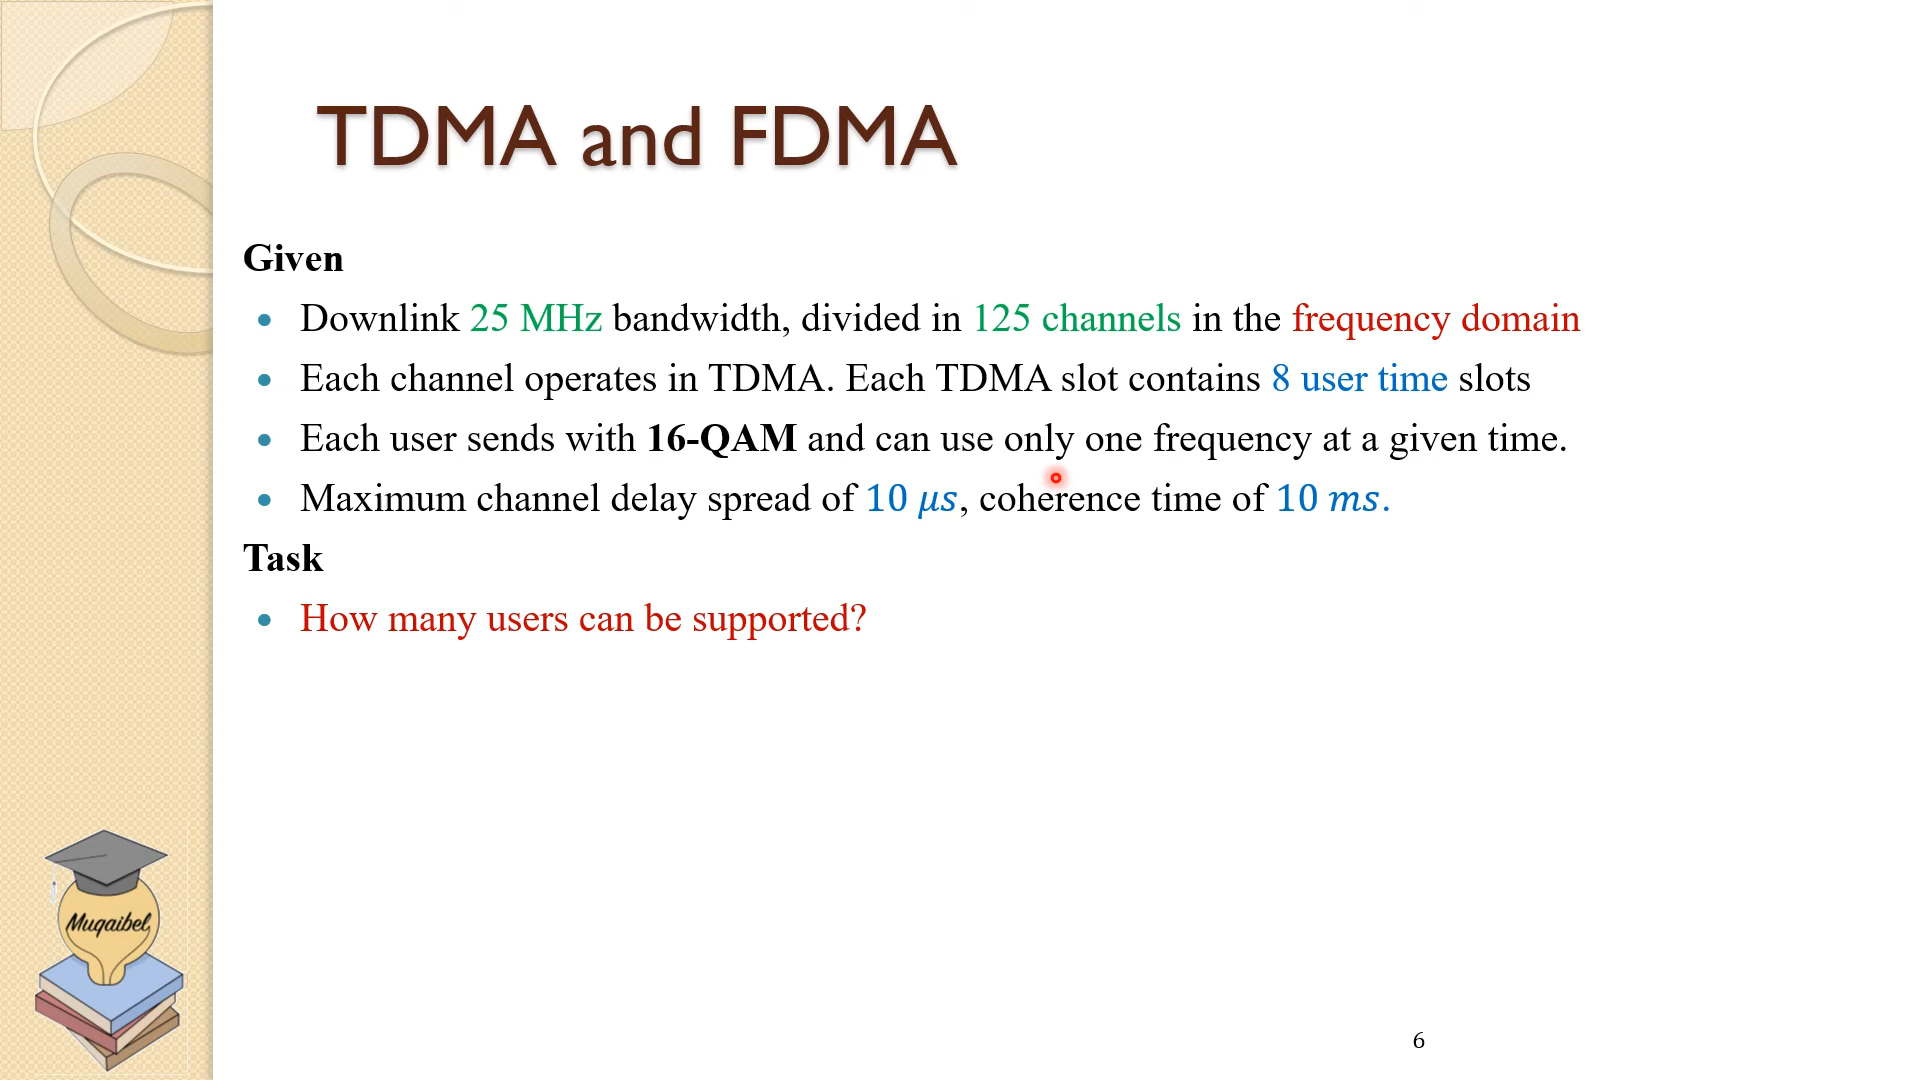 TDMA and FDMA
Given
• Downlink 25 MHz bandwidth, divided in 125 channels in the frequency domain
• Each channel operates in TDMA. Each TDMA slot contains 8 user time slots
• Each user sends with 16-QAM and can use only one frequency at a given time.
• Maximum channel delay spread of 10 μs, coherence time of 10 ms.
Task
• How many users can be supported?
Muqaibel
6